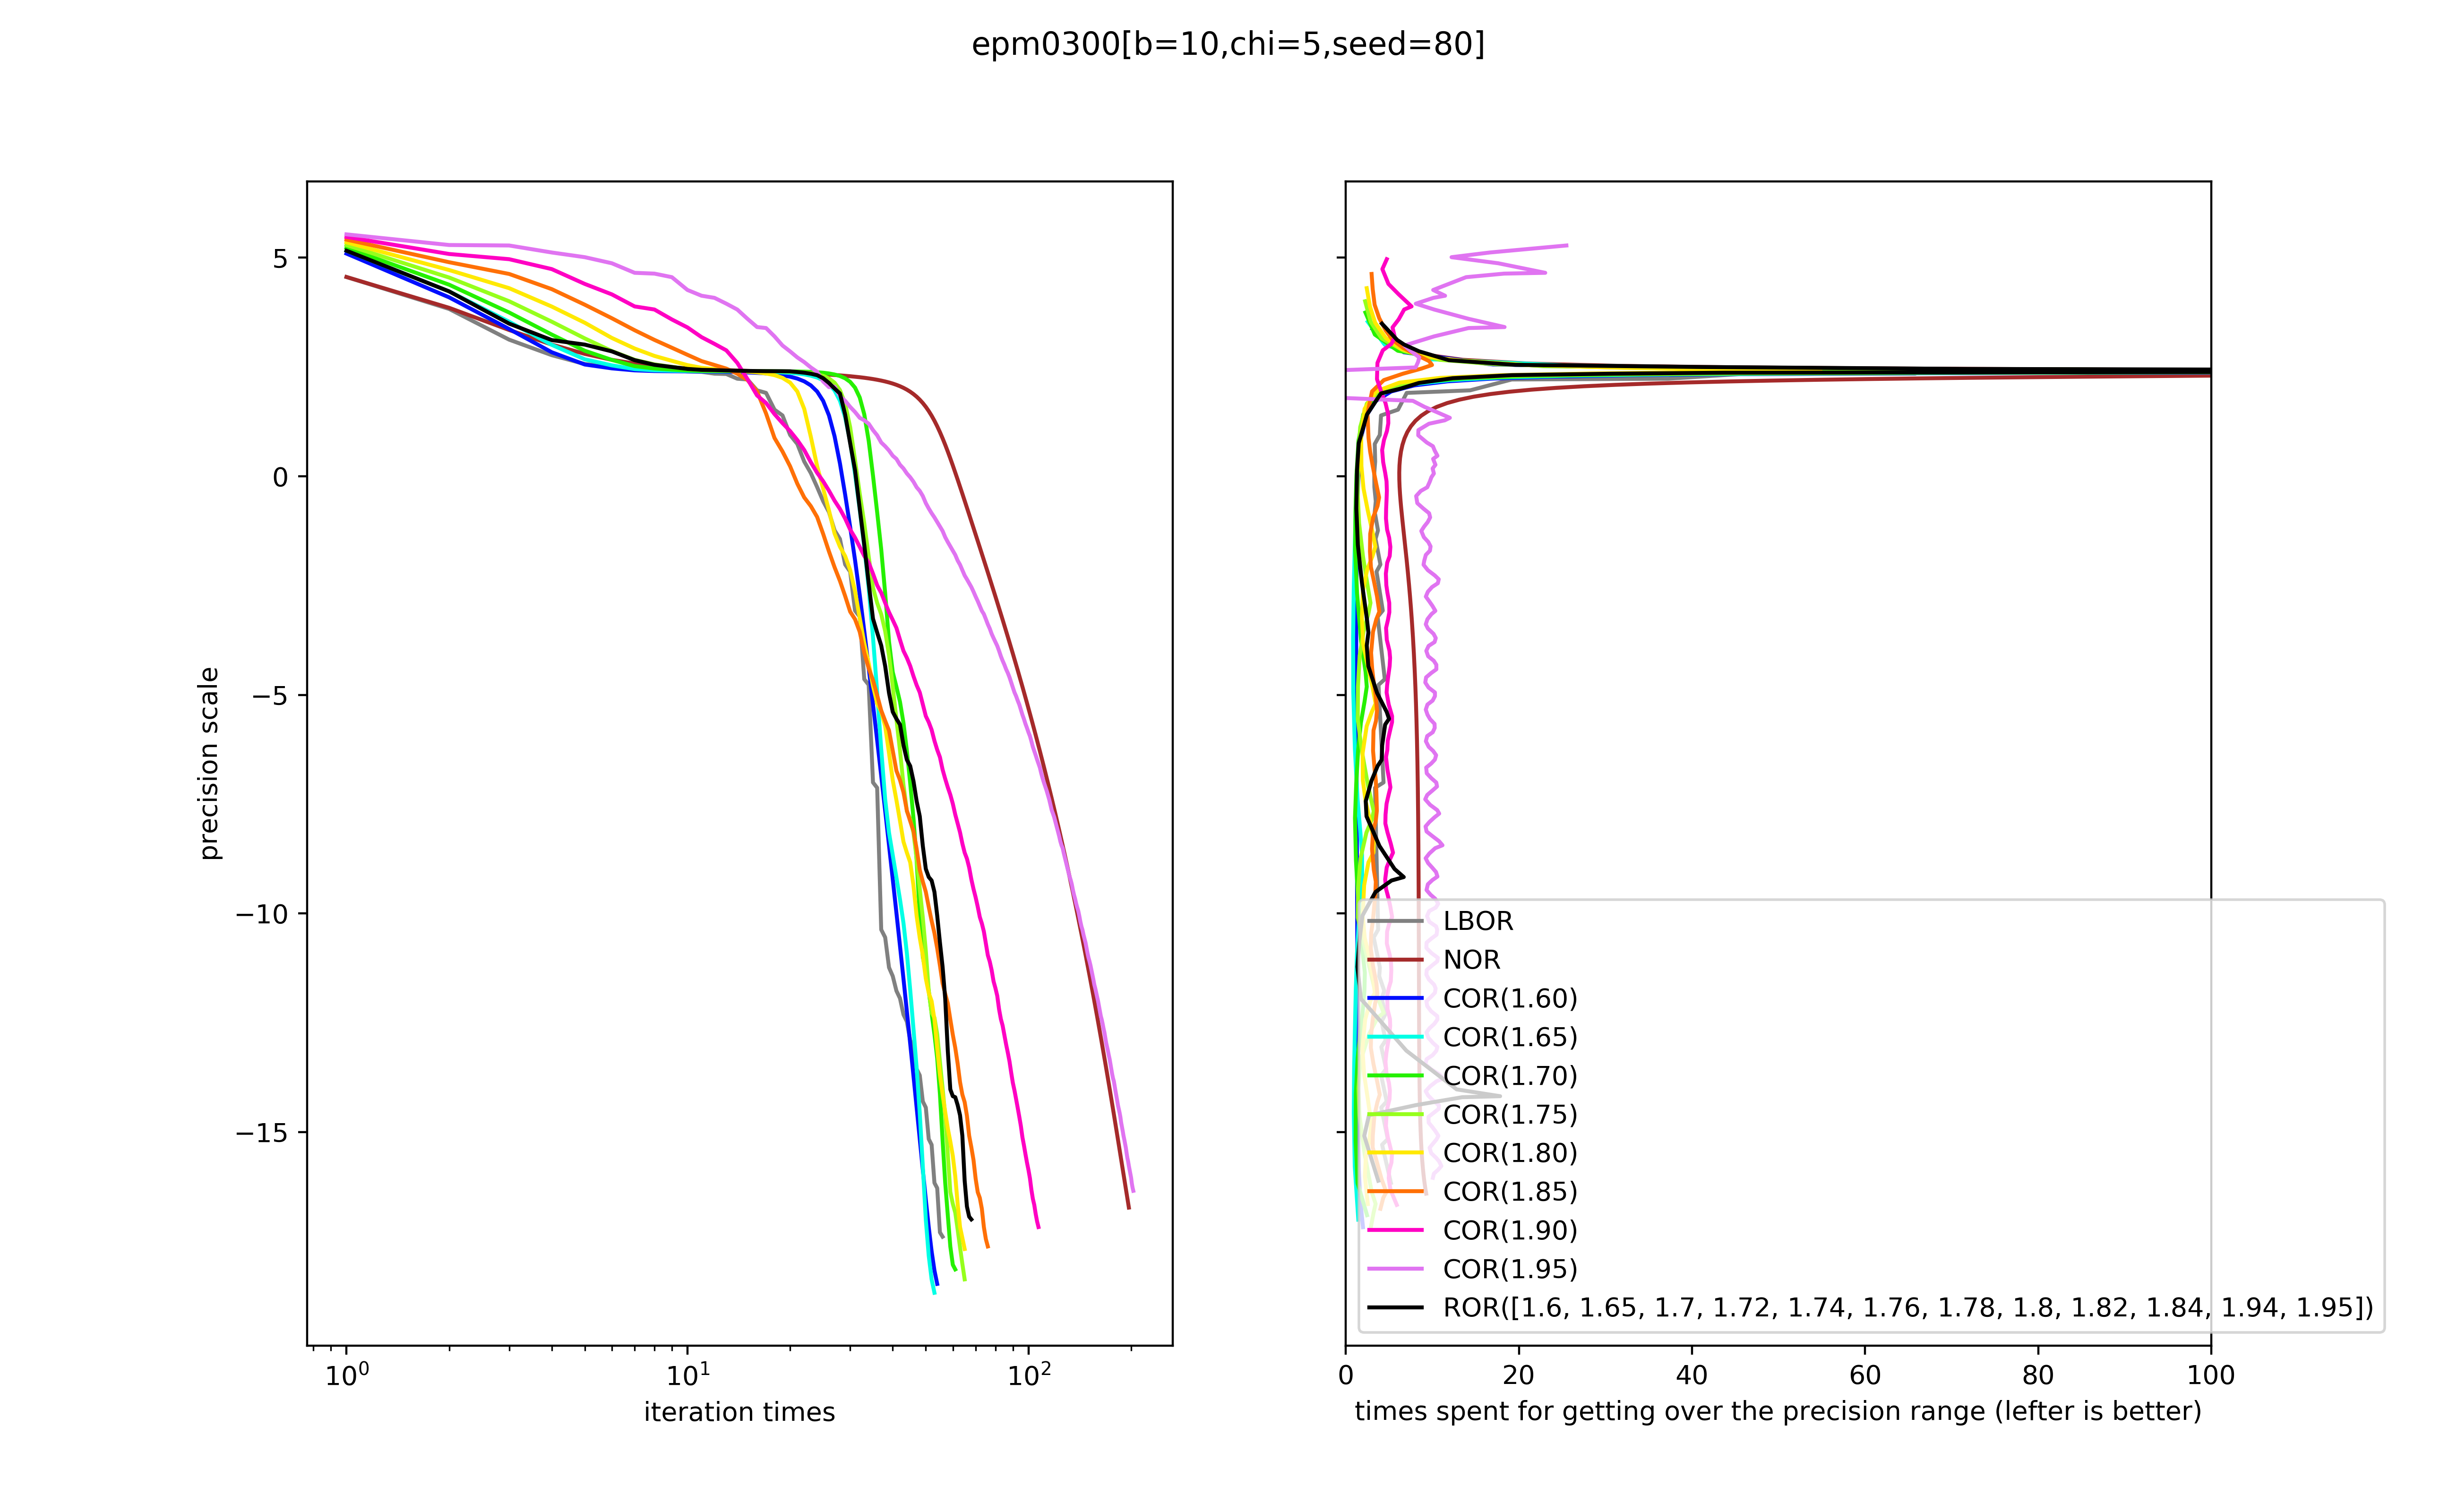 epm0300[b=10,chi=5,seed=80]
precision scale
5
0
−5
−10
−15
10^0
10^1
10^2
iteration times
0
20
40
60
80
100
times spent for getting over the precision range (lefter is better)
LBOR
NOR
COR(1.60)
COR(1.65)
COR(1.70)
COR(1.75)
COR(1.80)
COR(1.85)
COR(1.90)
COR(1.95)
ROR([1.6, 1.65, 1.7, 1.72, 1.74, 1.76, 1.78, 1.8, 1.82, 1.84, 1.94, 1.95])